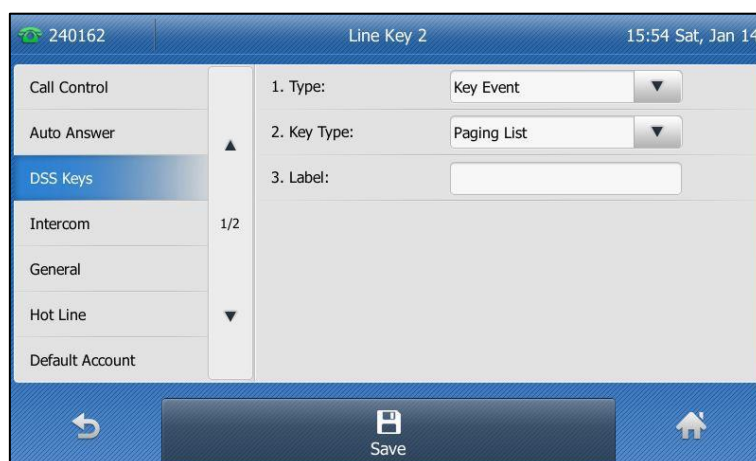 240162 Line Key 2 15:54 Sat, Jan 14
Call Control
1. Type: Key Event
Auto Answer
2. Key Type: Paging List
DSS Keys
3. Label:
Intercom
1/2
General
Hot Line
Default Account
Save